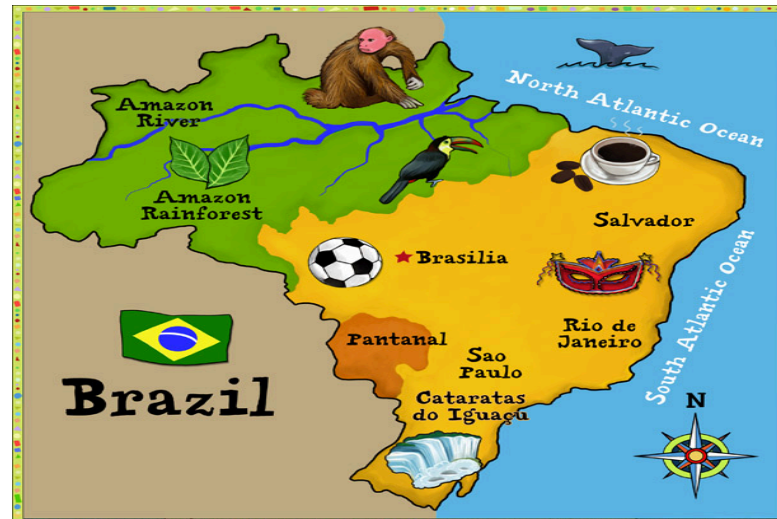 North Atlantic Ocean
Amazon
River
Amazon
Rainforest
Salvador
Brasilia
South Atlantic Ocean
Rio de
Janeiro
Pantanal
Sao
Paulo
Brazil
Cataratas
do Iguaçu
N